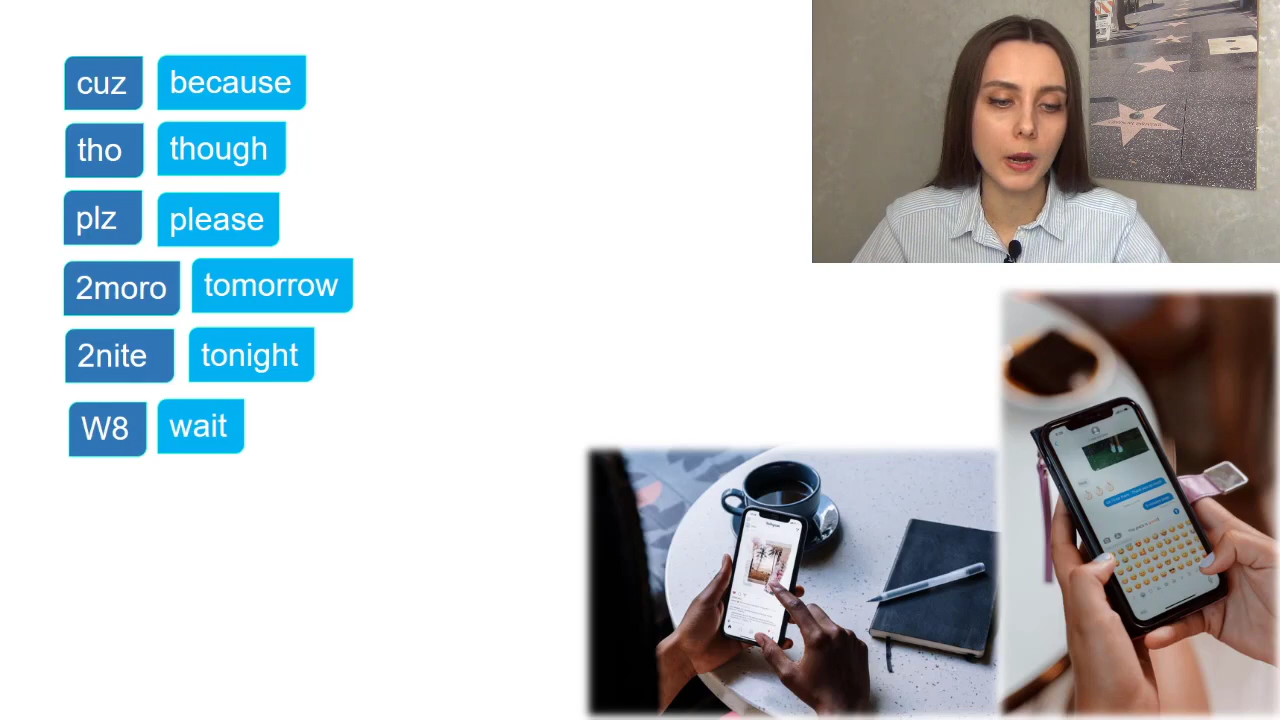 cuz because
tho though
plz please
2moro tomorrow
2nite tonight
W8 wait